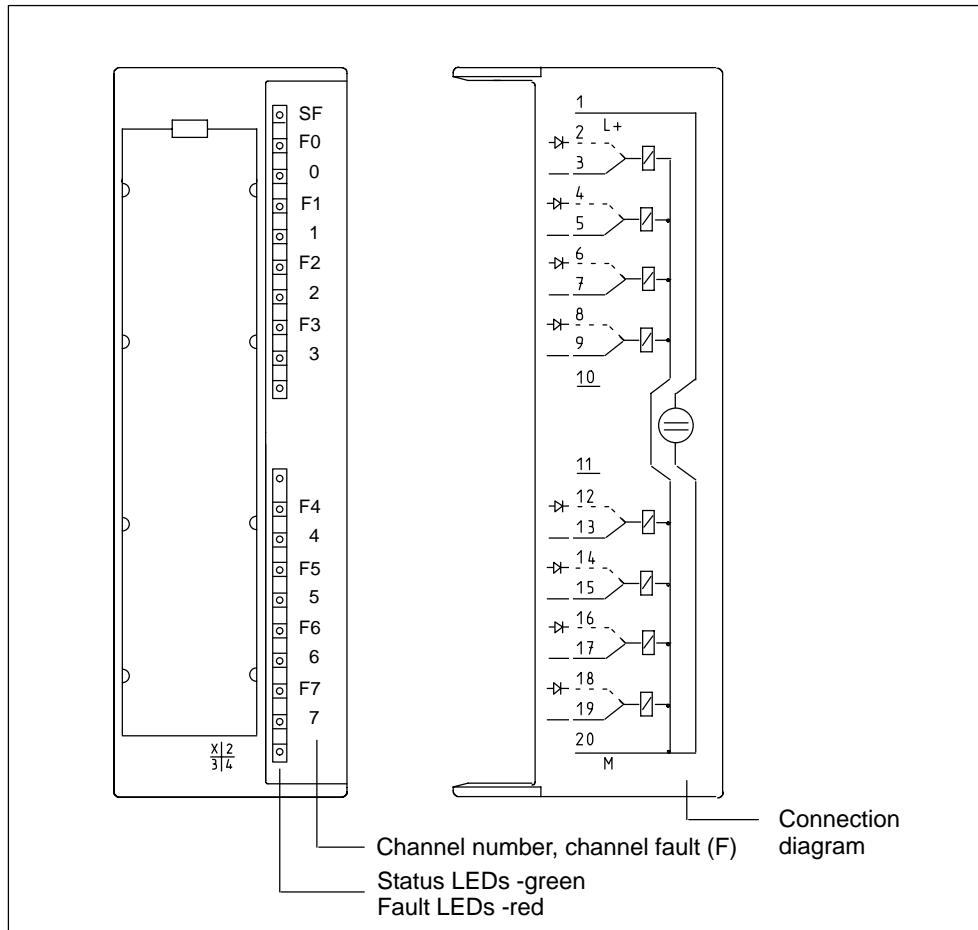 SF
F0
0
F1
1
F2
2
F3
3
F4
4
F5
5
F6
6
F7
7
X 2
3 4
1
L+
2
3
4
5
6
7
8
9
10
11
12
13
14
15
16
17
18
19
20
M
Channel number, channel fault (F)
Status LEDs -green
Fault LEDs -red
Connection
diagram